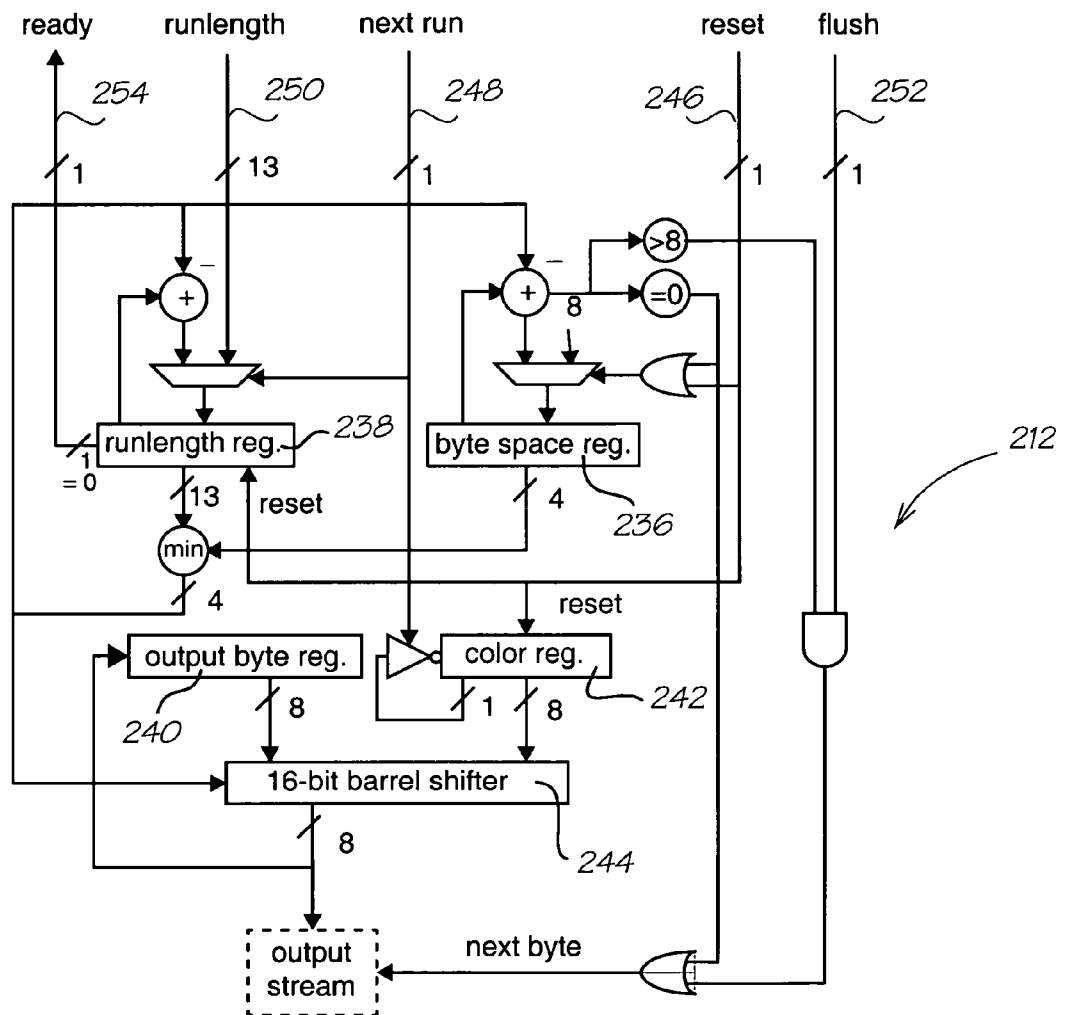 ready runlength next run reset flush
254 250 248 246 252
1 13 1 1 1
− − >8
+ + =0
8
runlength reg. 238 byte space reg.
1
= 0
13 reset 4 236 212
min
4 reset
output byte reg. color reg.
240 8 1 8 242
16-bit barrel shifter
8 244
output
stream
next byte